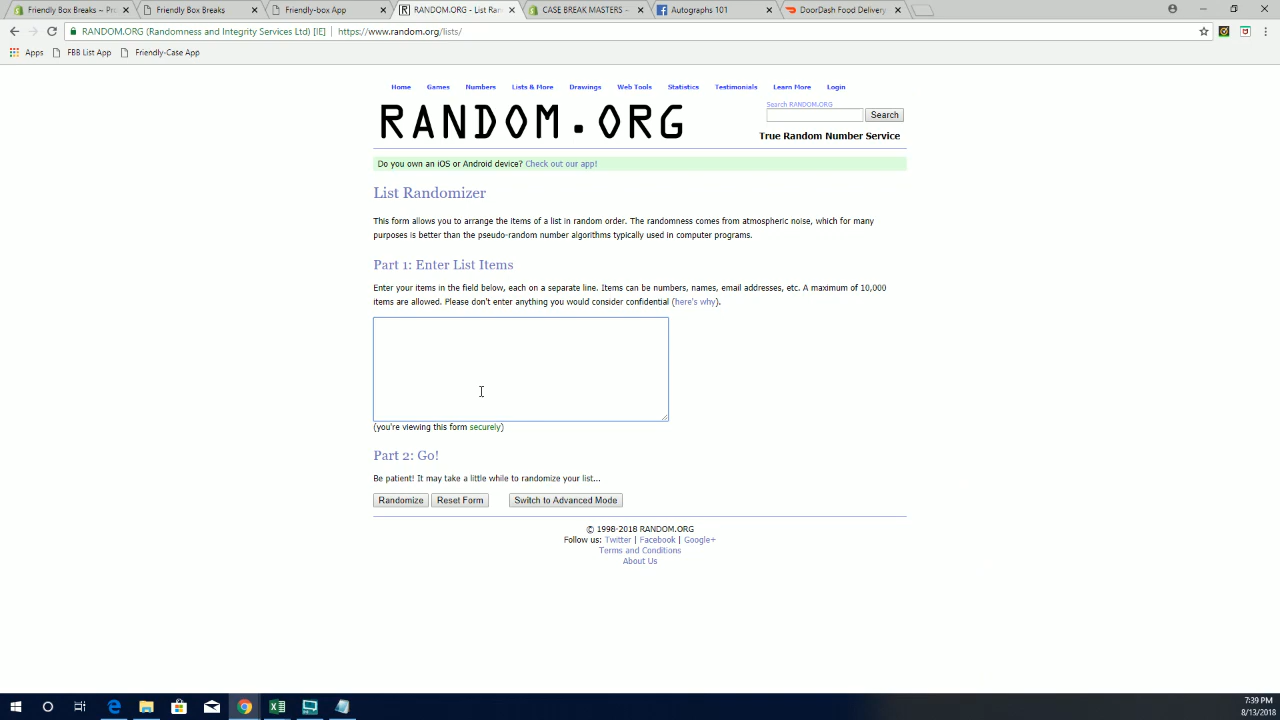 Friendly Box Breaks ~ Pr
Friendly Box Breaks
Friendly-box App
RANDOM.ORG - List Ran
CASE BREAK MASTERS -
Autographs 101
DoorDash Food Delivery
RANDOM.ORG (Randomness and Integrity Services Ltd) [IE] | https://www.random.org/lists/
Apps FBB List App Friendly-Case App
Home Games Numbers Lists & More Drawings Web Tools Statistics Testimonials Learn More Login
RANDOM.ORG
Search RANDOM.ORG
Search
True Random Number Service
Do you own an iOS or Android device? Check out our app!
List Randomizer
This form allows you to arrange the items of a list in random order. The randomness comes from atmospheric noise, which for many
purposes is better than the pseudo-random number algorithms typically used in computer programs.
Part 1: Enter List Items
Enter your items in the field below, each on a separate line. Items can be numbers, names, email addresses, etc. A maximum of 10,000
items are allowed. Please don't enter anything you would consider confidential (here's why).
(you're viewing this form securely)
Part 2: Go!
Be patient! It may take a little while to randomize your list...
Randomize Reset Form Switch to Advanced Mode
© 1998-2018 RANDOM.ORG
Follow us: Twitter | Facebook | Google+
Terms and Conditions
About Us
7:39 PM
8/13/2018